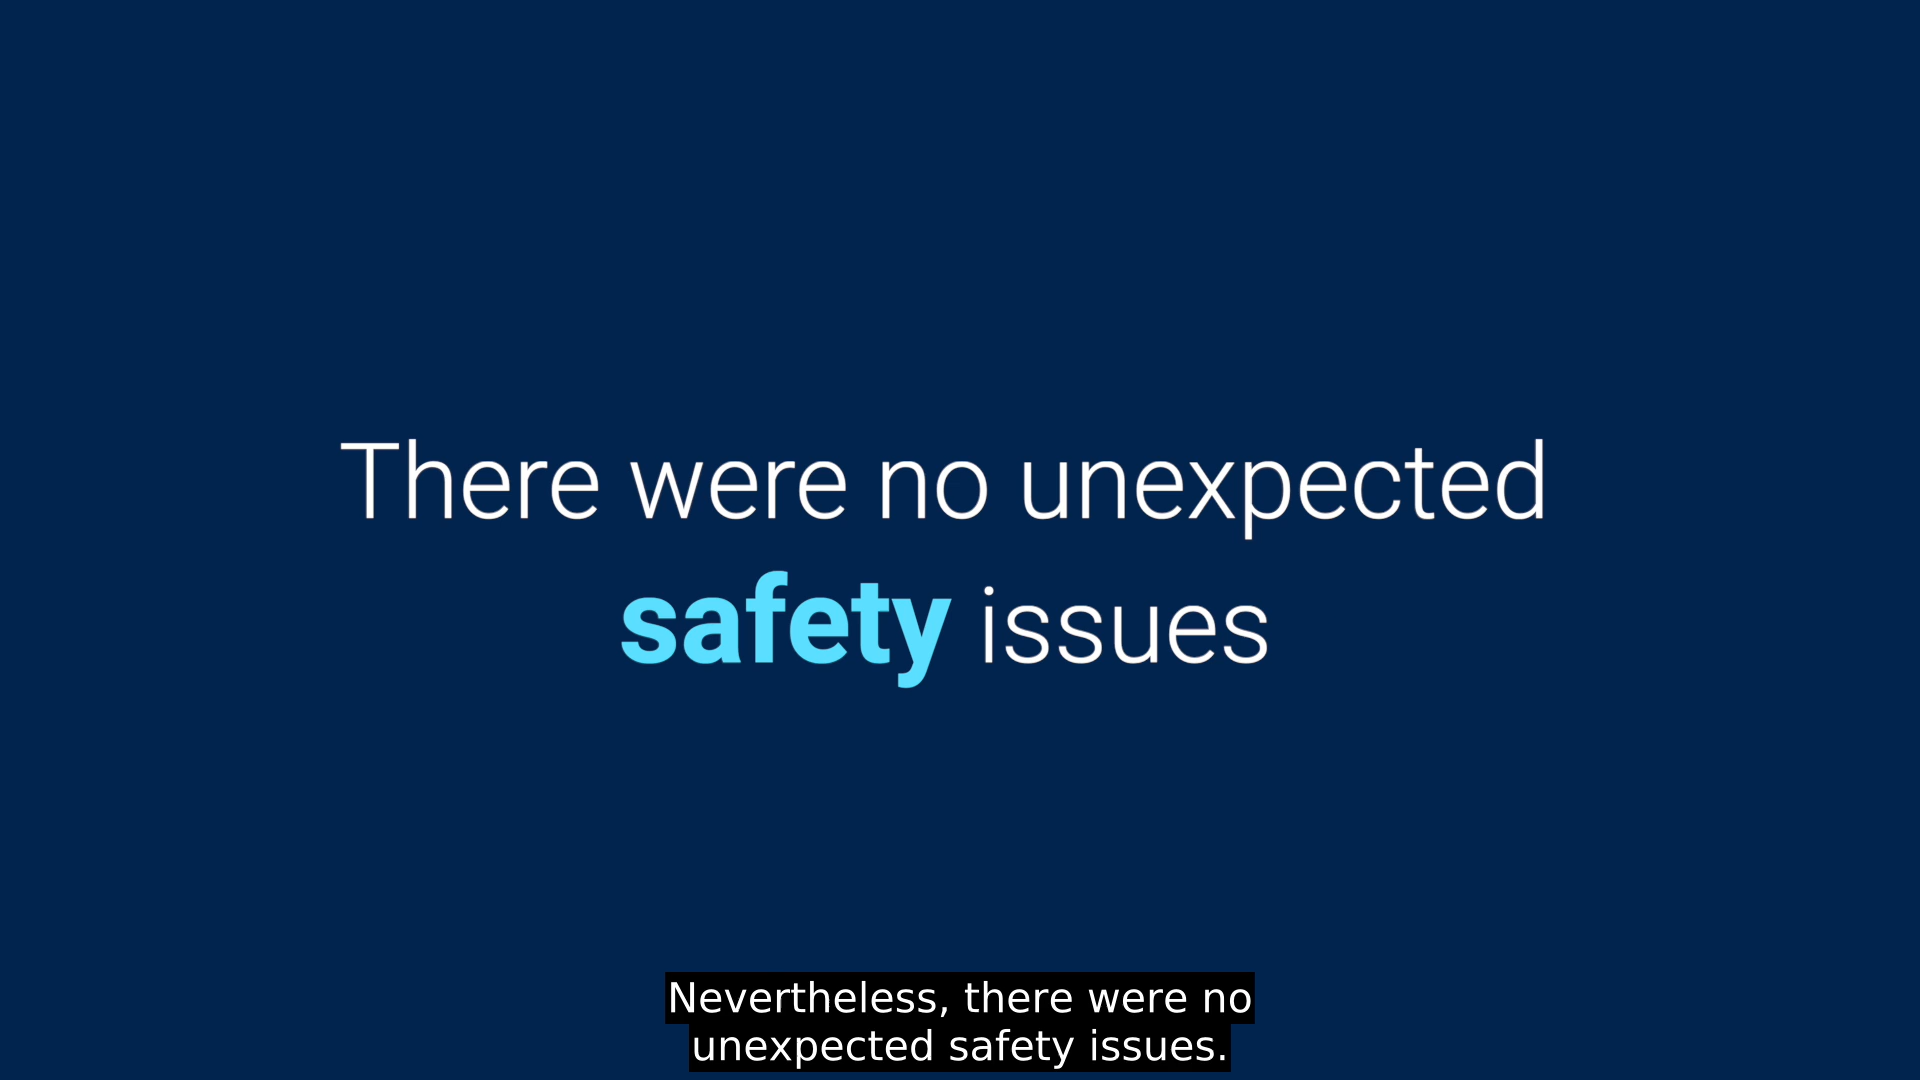 There were no unexpected
safety issues
Nevertheless, there were no
unexpected safety issues.